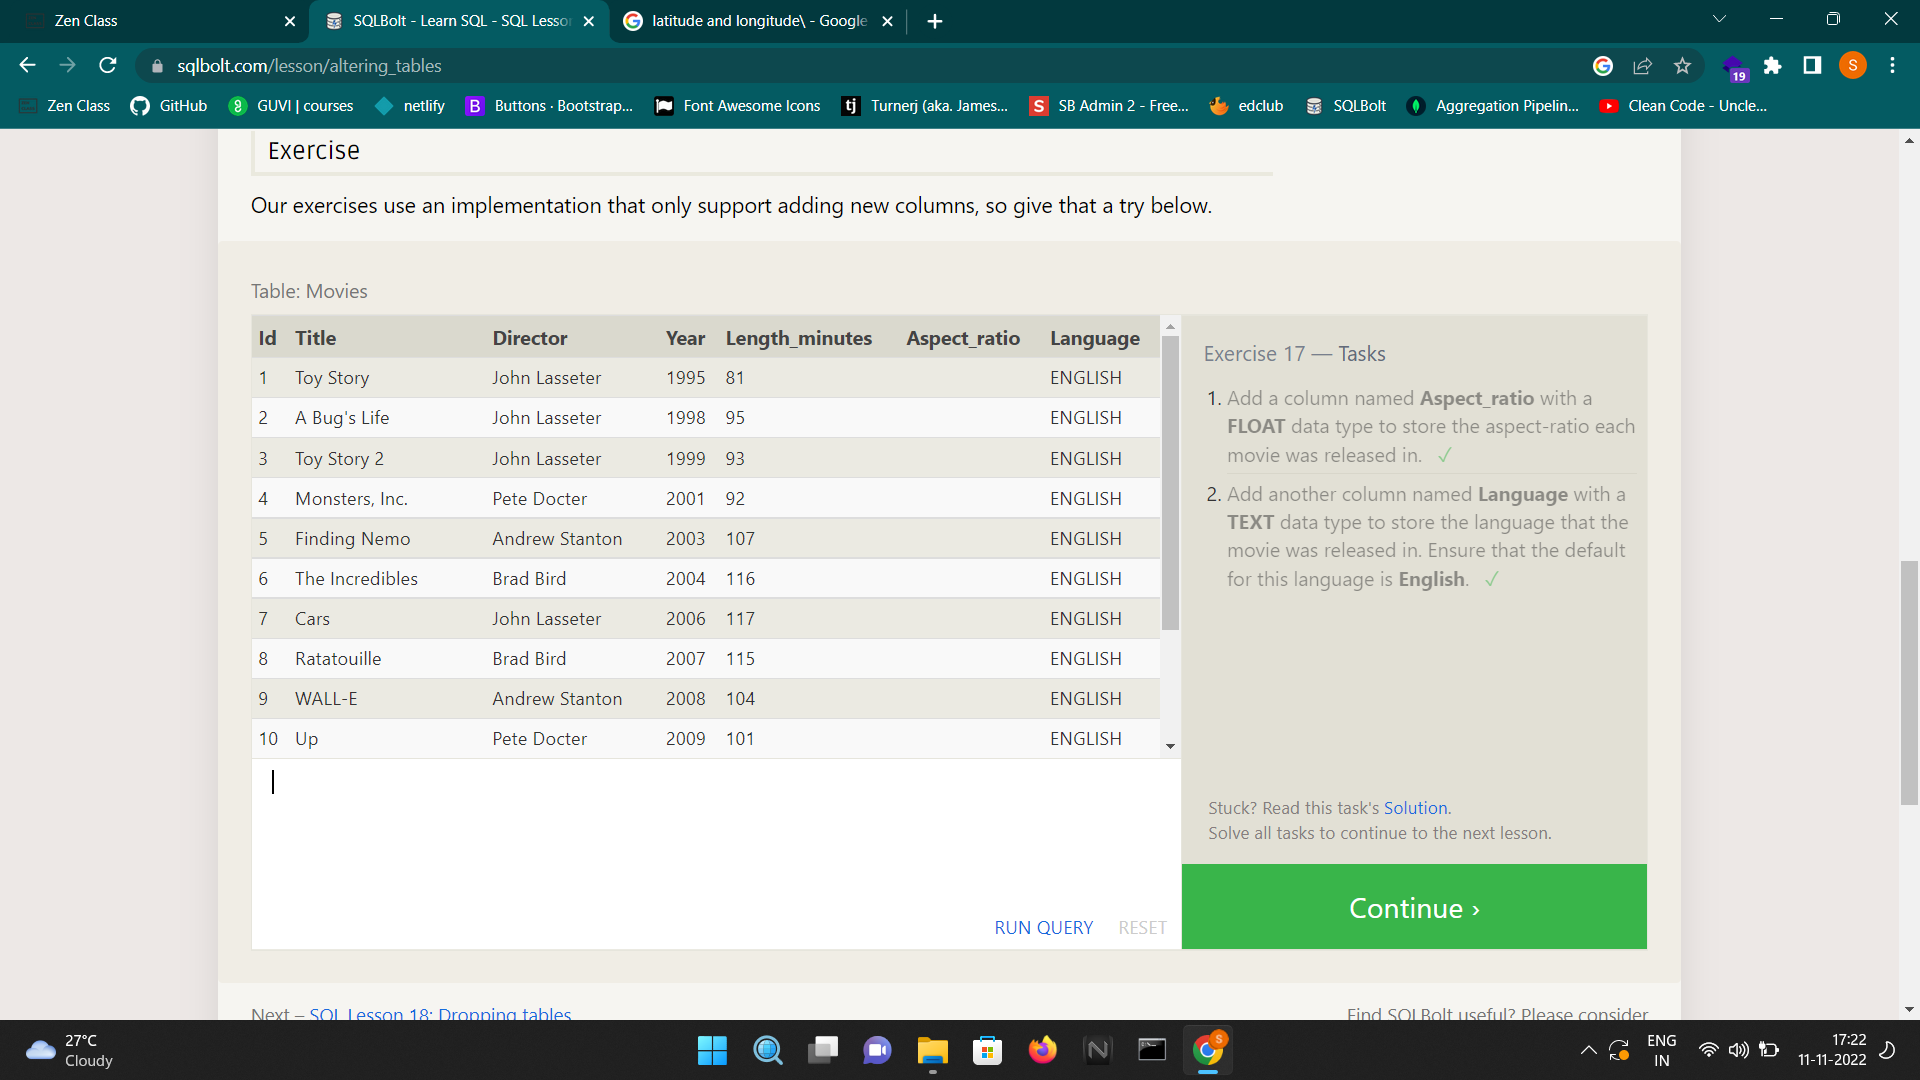 Zen Class
SQLBolt - Learn SQL - SQL Lesson
latitude and longitude\ - Google
sqlbolt.com/lesson/altering_tables
19
S
Zen Class
GitHub
GUVI | courses
netlify
B
Buttons · Bootstrap...
Font Awesome Icons
tj
Turnerj (aka. James...
S
SB Admin 2 - Free...
edclub
SQLBolt
Aggregation Pipelin...
Clean Code - Uncle...
Exercise
Our exercises use an implementation that only support adding new columns, so give that a try below.
Table: Movies
Id Title Director Year Length_minutes Aspect_ratio Language
1 Toy Story John Lasseter 1995 81 ENGLISH
2 A Bug's Life John Lasseter 1998 95 ENGLISH
3 Toy Story 2 John Lasseter 1999 93 ENGLISH
4 Monsters, Inc. Pete Docter 2001 92 ENGLISH
5 Finding Nemo Andrew Stanton 2003 107 ENGLISH
6 The Incredibles Brad Bird 2004 116 ENGLISH
7 Cars John Lasseter 2006 117 ENGLISH
8 Ratatouille Brad Bird 2007 115 ENGLISH
9 WALL-E Andrew Stanton 2008 104 ENGLISH
10 Up Pete Docter 2009 101 ENGLISH
RUN QUERY RESET
Exercise 17 — Tasks
1. Add a column named Aspect_ratio with a
FLOAT data type to store the aspect-ratio each
movie was released in. ✓
2. Add another column named Language with a
TEXT data type to store the language that the
movie was released in. Ensure that the default
for this language is English. ✓
Stuck? Read this task's Solution.
Solve all tasks to continue to the next lesson.
Continue ›
Next – SQL Lesson 18: Dropping tables
Find SQLBolt useful? Please consider
27°C
Cloudy
S
ENG
IN
17:22
11-11-2022